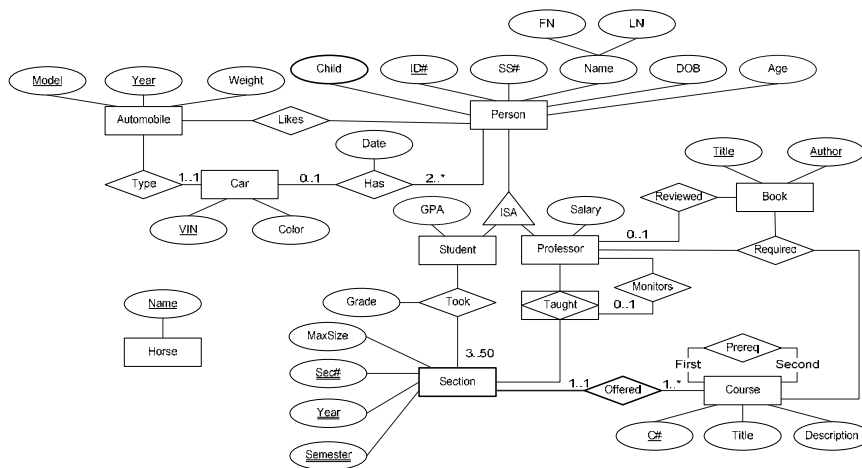 FN
LN
Model
Year
Weight
Child
ID#
SS#
Name
DOB
Age
Automobile
Likes
Person
Date
Type
1..1
Car
0..1
Has
2..*
Title
Author
Reviewed
Book
GPA
ISA
Salary
VIN
Color
Student
Professor
0..1
Required
Name
Grade
Took
Taught
Monitors
0..1
MaxSize
Horse
3..50
Prereq
First
Second
Sec#
Section
1..1
Offered
1..*
Course
Year
Semester
C#
Title
Description